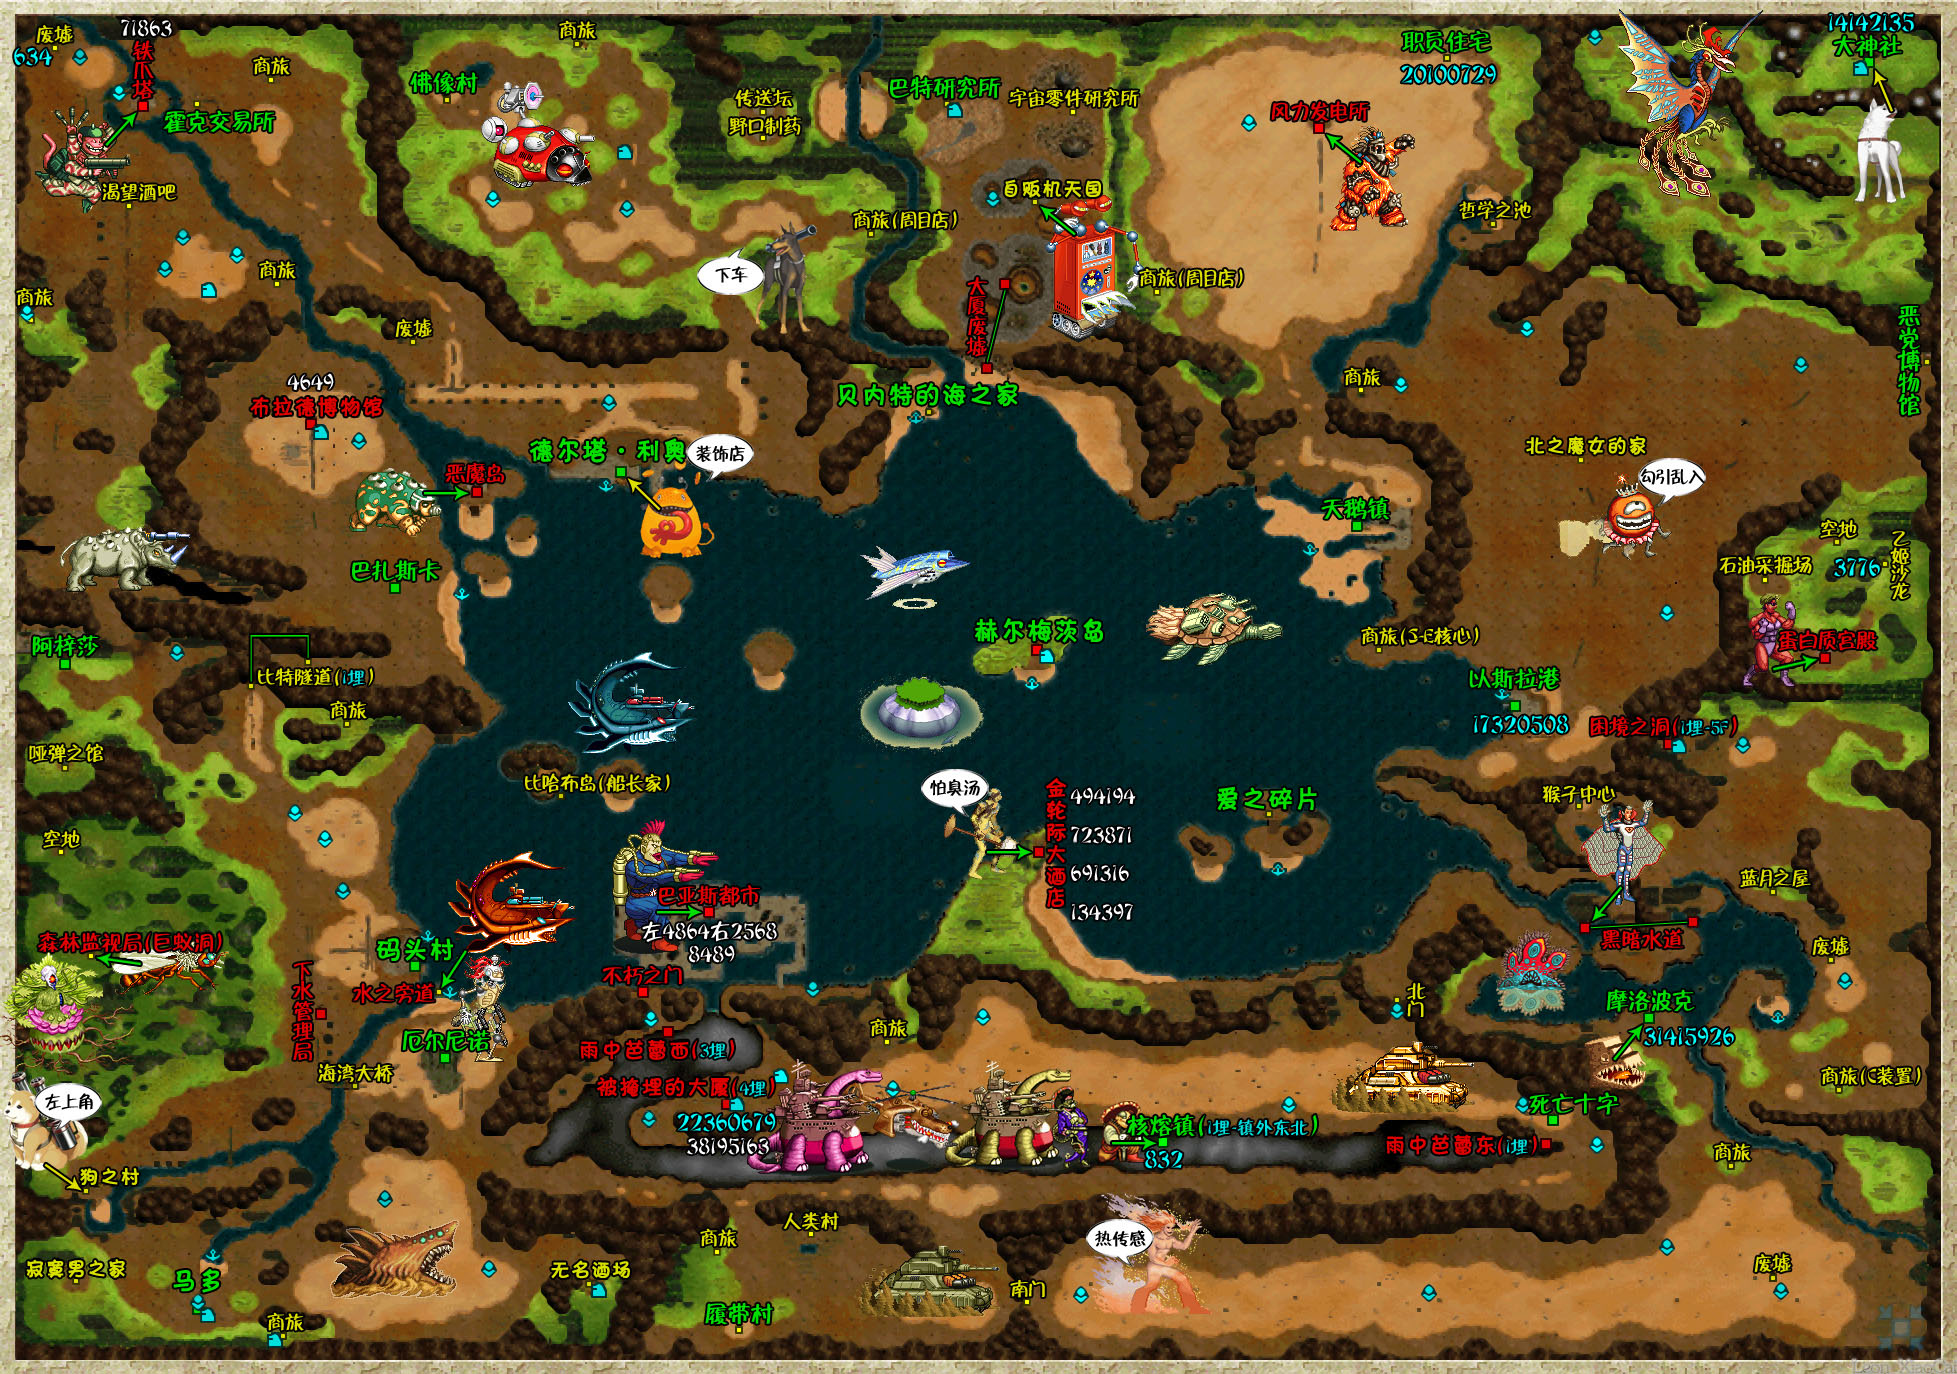 废墟
634
71863
铁爪塔
商旅
霍克交易所
渴望酒吧
商旅
商旅
佛像村
商旅
传送坛
野口制药
巴特研究所
宇宙零件研究所
自贩机天国
商旅(周日店)
商旅(周日店)
下车
大厦废墟
职员住宅
20100729
风力发电所
哲学之池
14142135
大神社
恶党博物馆
废墟
4649
布拉德博物馆
贝内特的海之家
商旅
德尔塔·利奥
装饰店
恶魔岛
北之魔女的家
勾引乱入
天鹅镇
空地
乙姬沙龙
石油采掘场
3776
巴扎斯卡
阿梓莎
赫尔梅茨岛
商旅(S-E核心)
蛋白质宫殿
比特隧道(1埋)
商旅
以斯拉港
17320508
困境之洞(1埋-5F)
哑弹之馆
比哈布岛(船长家)
怕臭汤
金轮际大酒店
494194
723871
691316
134397
爱之碎片
猴子中心
空地
蓝月之屋
巴亚斯都市
左4864右2568
8489
森林监视局(巨蚁洞)
码头村
黑暗水道
废墟
下水管理局
水之旁道
不朽之门
北门
摩洛波克
31415926
厄尔尼诺
商旅
雨中芭蕾西(3埋)
海湾大桥
商旅(C装置)
被掩埋的大厦(4埋)
左上角
22360679
38195163
核熔镇(1埋-镇外东北)
832
死亡十字
雨中芭蕾东(1埋)
商旅
狗之村
人类村
商旅
热传感
寂寞男之家
马多
无名酒场
南门
废墟
履带村
商旅